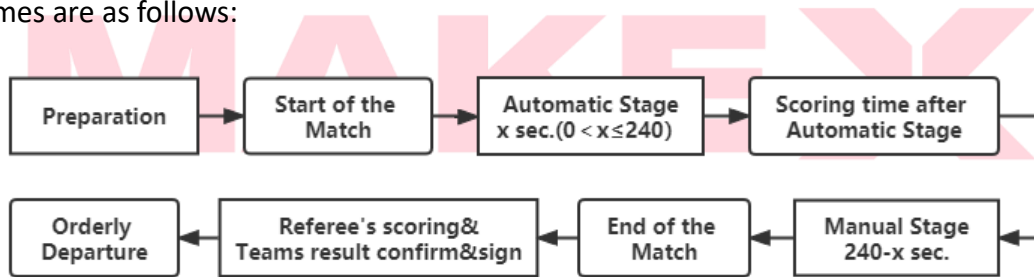 mes are as follows:
MAKEX
Preparation
Start of the
Match
Automatic Stage
x sec.(0<x≤240)
Scoring time after
Automatic Stage
Orderly
Departure
Referee's scoring&
Teams result confirm&sign
End of the
Match
Manual Stage
240-x sec.